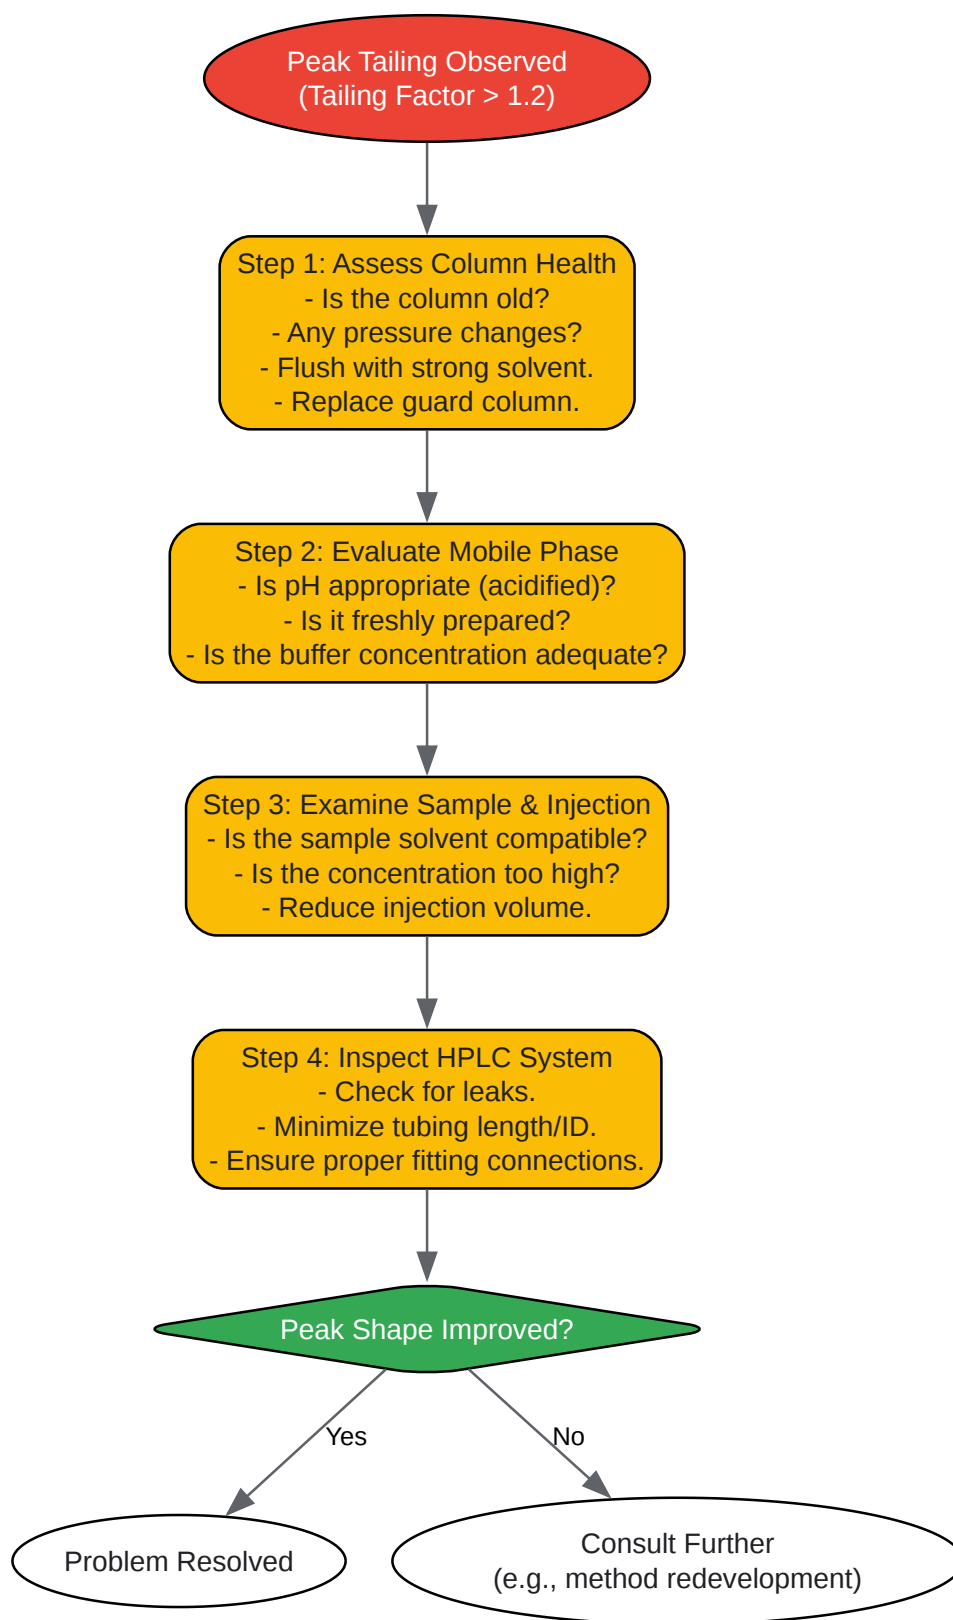 Peak Tailing Observed
(Tailing Factor > 1.2)
Step 1: Assess Column Health
- Is the column old?
- Any pressure changes?
- Flush with strong solvent.
- Replace guard column.
Step 2: Evaluate Mobile Phase
- Is pH appropriate (acidified)?
- Is it freshly prepared?
- Is the buffer concentration adequate?
Step 3: Examine Sample & Injection
- Is the sample solvent compatible?
- Is the concentration too high?
- Reduce injection volume.
Step 4: Inspect HPLC System
- Check for leaks.
- Minimize tubing length/ID.
- Ensure proper fitting connections.
Peak Shape Improved?
Yes
No
Problem Resolved
Consult Further
(e.g., method redevelopment)